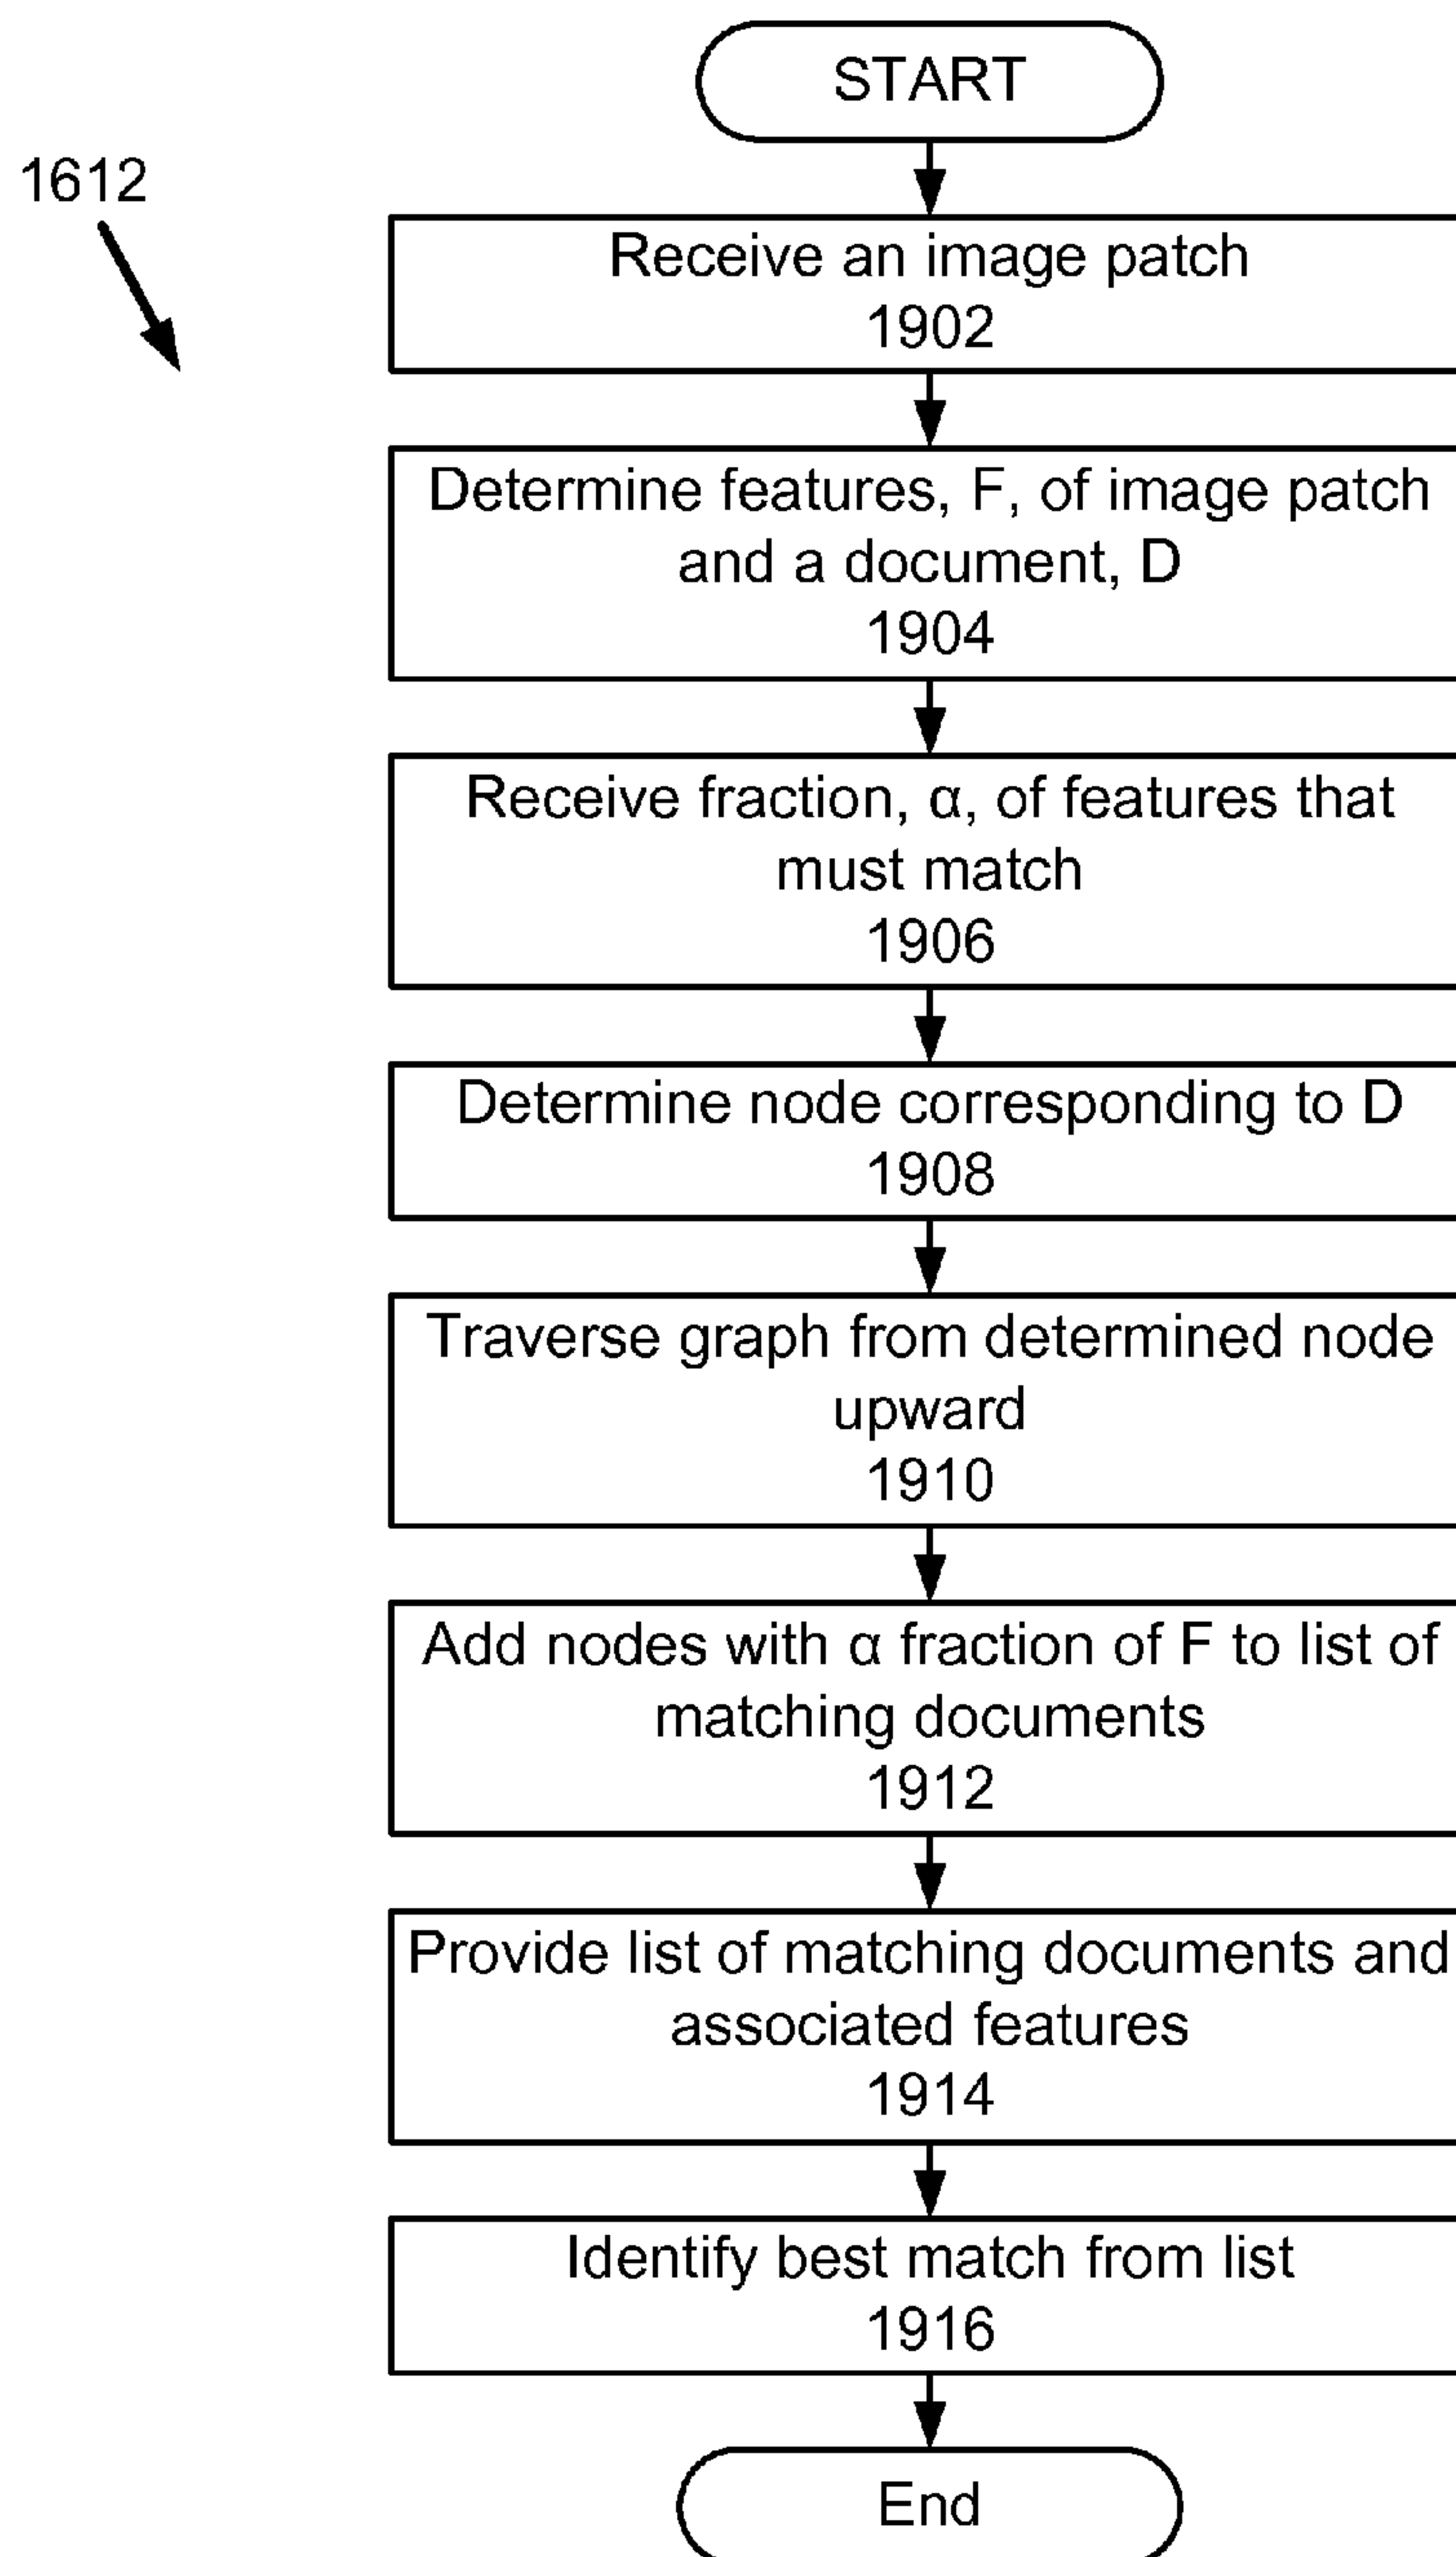 START
1612
Receive an image patch
1902
Determine features, F, of image patch
and a document, D
1904
Receive fraction, α, of features that
must match
1906
Determine node corresponding to D
1908
Traverse graph from determined node
upward
1910
Add nodes with α fraction of F to list of
matching documents
1912
Provide list of matching documents and
associated features
1914
Identify best match from list
1916
End